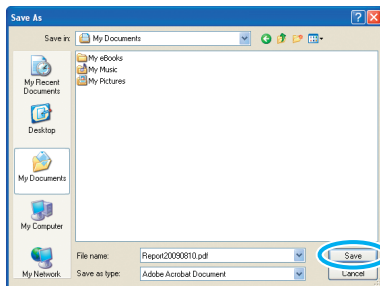 Save As
Save in:
My Documents
My eBooks
My Music
My Pictures
My Recent
Documents
Desktop
My Documents
My Computer
My Network
File name:
Report20090810.pdf
Save
Save as type:
Adobe Acrobat Document
Cancel